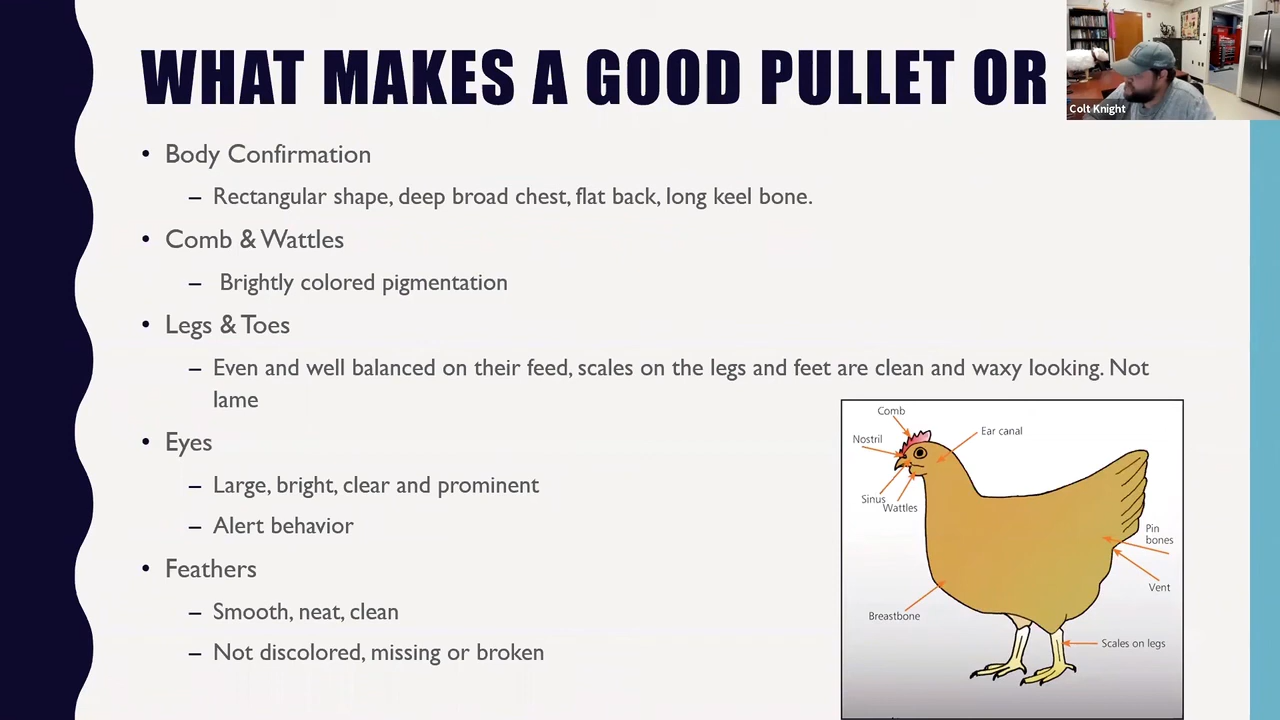 WHAT MAKES A GOOD PULLET OR
Colt Knight
• Body Confirmation
– Rectangular shape, deep broad chest, flat back, long keel bone.
• Comb & Wattles
– Brightly colored pigmentation
• Legs & Toes
– Even and well balanced on their feed, scales on the legs and feet are clean and waxy looking. Not
lame
• Eyes
– Large, bright, clear and prominent
– Alert behavior
• Feathers
– Smooth, neat, clean
– Not discolored, missing or broken
Comb
Ear canal
Nostril
Sinus
Wattles
Pin
bones
Vent
Breastbone
Scales on legs